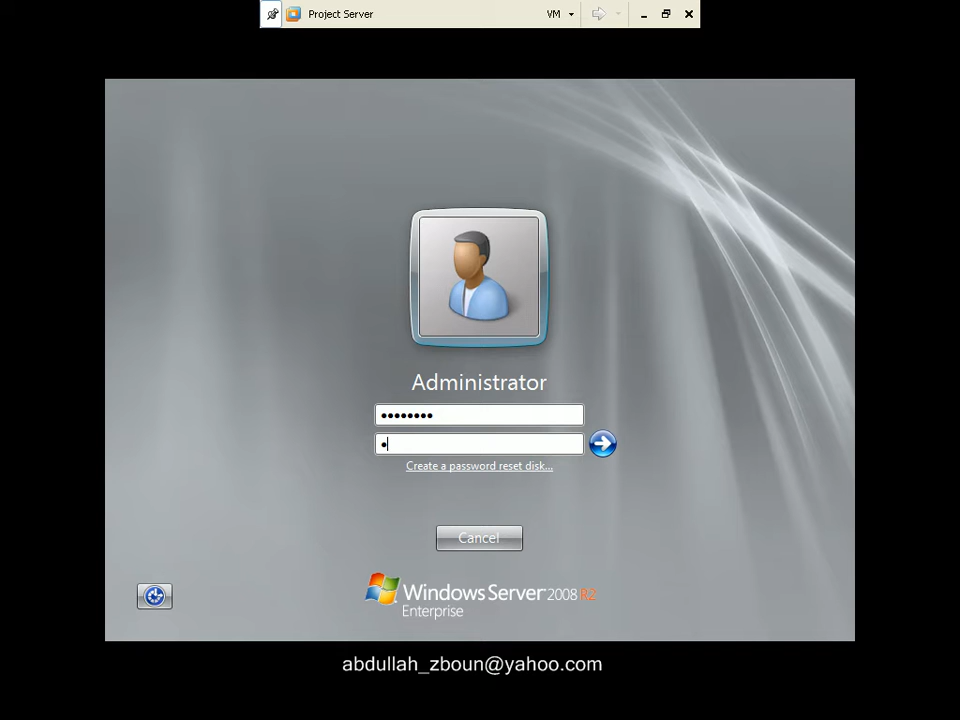 Project Server
VM
Administrator
••••••••
•
Create a password reset disk...
Cancel
Windows Server 2008 R2
Enterprise
abdullah_zboun@yahoo.com